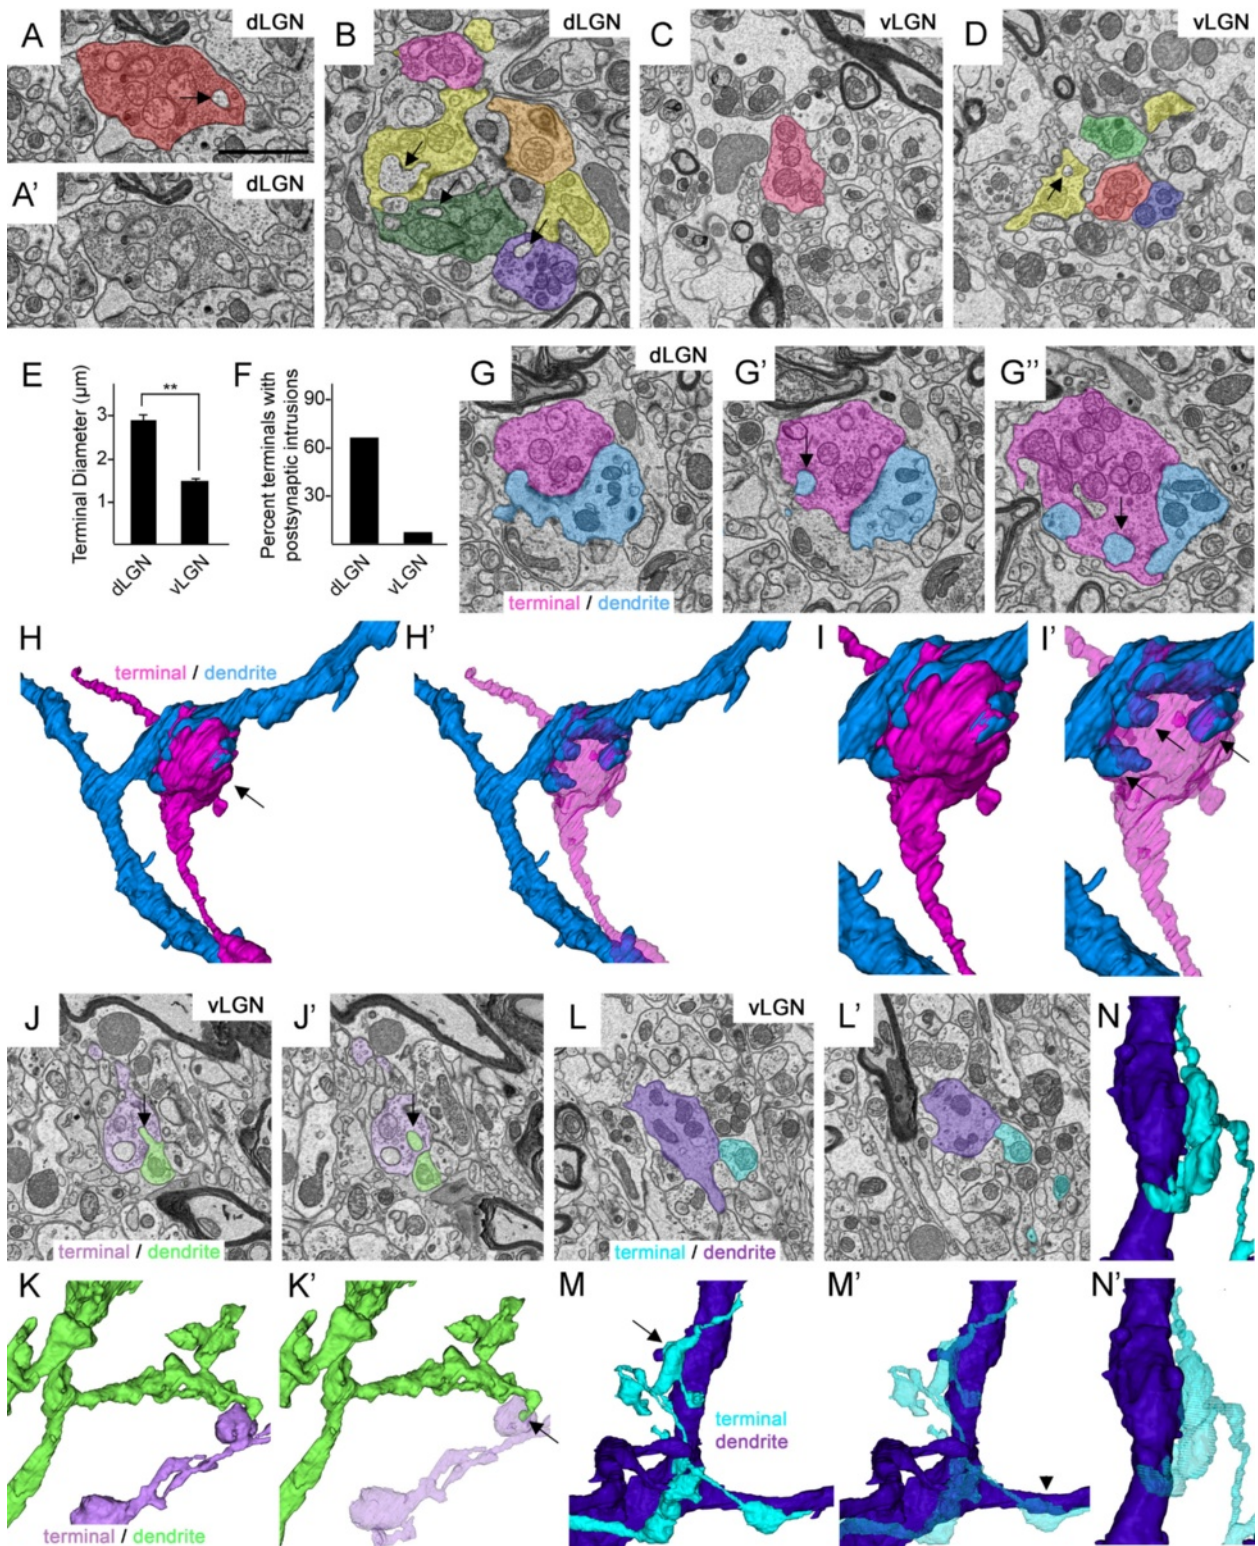 A dLGN
B dLGN
C vLGN
D vLGN
A' dLGN
E
Terminal Diameter (μm)
3
2
1
**
dLGN
vLGN
F
Percent terminals with
postsynaptic intrusions
90
60
30
dLGN
vLGN
dLGN
G
G'
G''
terminal / dendrite
H
terminal / dendrite
H'
I
I'
J vLGN
J'
L vLGN
L'
N
terminal / dendrite
terminal / dendrite
K
K'
M
M'
N'
terminal
dendrite
terminal / dendrite